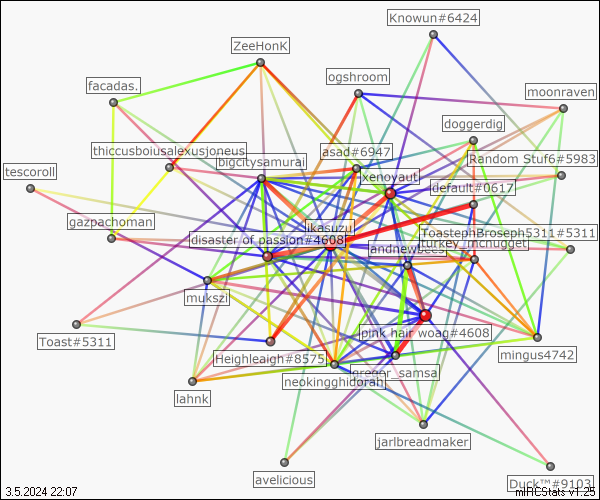 Knowun#6424
ZeeHonK
ogshroom
facadas.
moonraven
doggerdig
thiccusboiusalexusjoneus
asad#6947
bigcitysamurai
Random Stuf6#5983
tescoroll
xenoyaut
default#0617
gazpachoman
ikasuzu
ToastephBroseph5311#5311
disaster of passion#4608
turkey_mcnugget
andnewbees
mukszi
Toast#5311
pink hair woag#4608
Heighleigh#8575
mingus4742
gregor_samsa
neokingghidorah
lahnk
jarlbreadmaker
avelicious
Duck™#9103
3.5.2024 22:07
mIRCStats v1.25